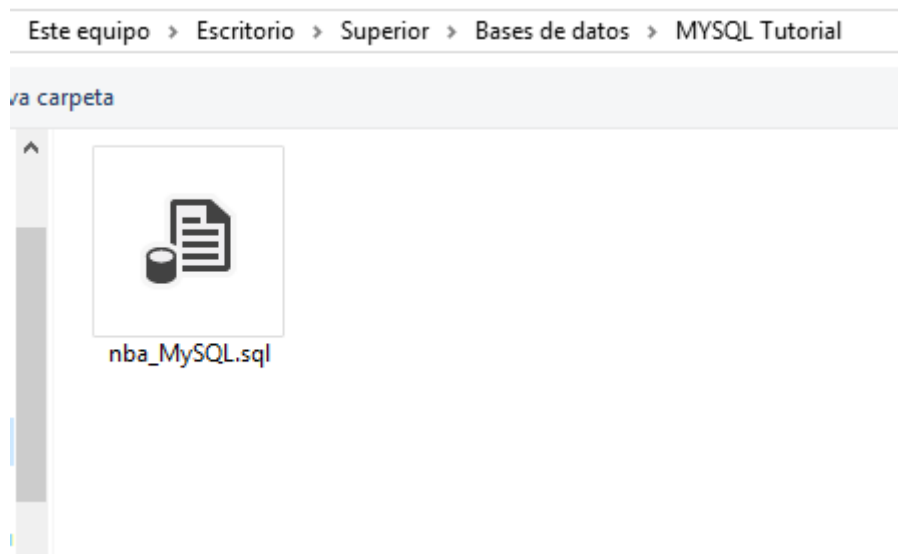 Este equipo > Escritorio > Superior > Bases de datos > MYSQL Tutorial
va carpeta
nba_MySQL.sql